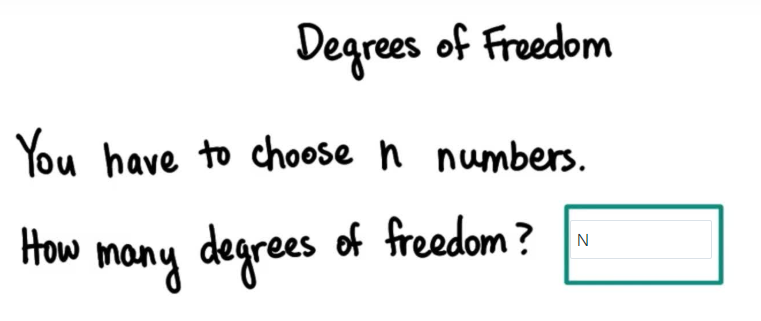 Degrees of Freedom
You have to choose n numbers.
How many degrees of freedom? N